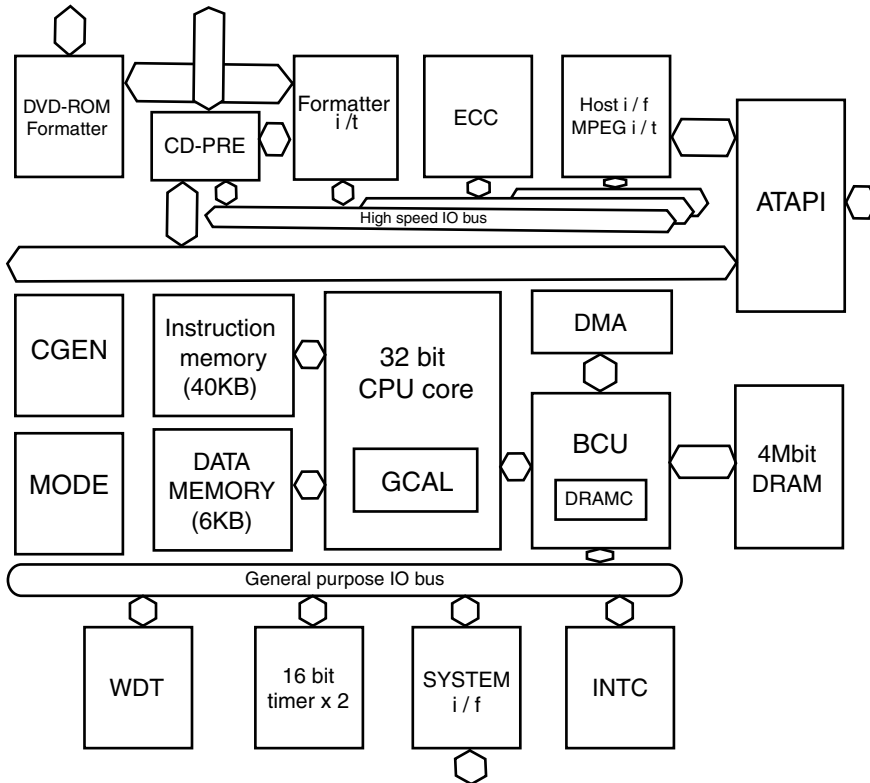 DVD-ROM
Formatter
CD-PRE
Formatter
i /t
ECC
Host i / f
MPEG i / t
ATAPI
High speed IO bus
CGEN
Instruction
memory
(40KB)
32 bit
CPU core
GCAL
DMA
MODE
DATA
MEMORY
(6KB)
BCU
DRAMC
4Mbit
DRAM
General purpose IO bus
WDT
16 bit
timer x 2
SYSTEM
i / f
INTC